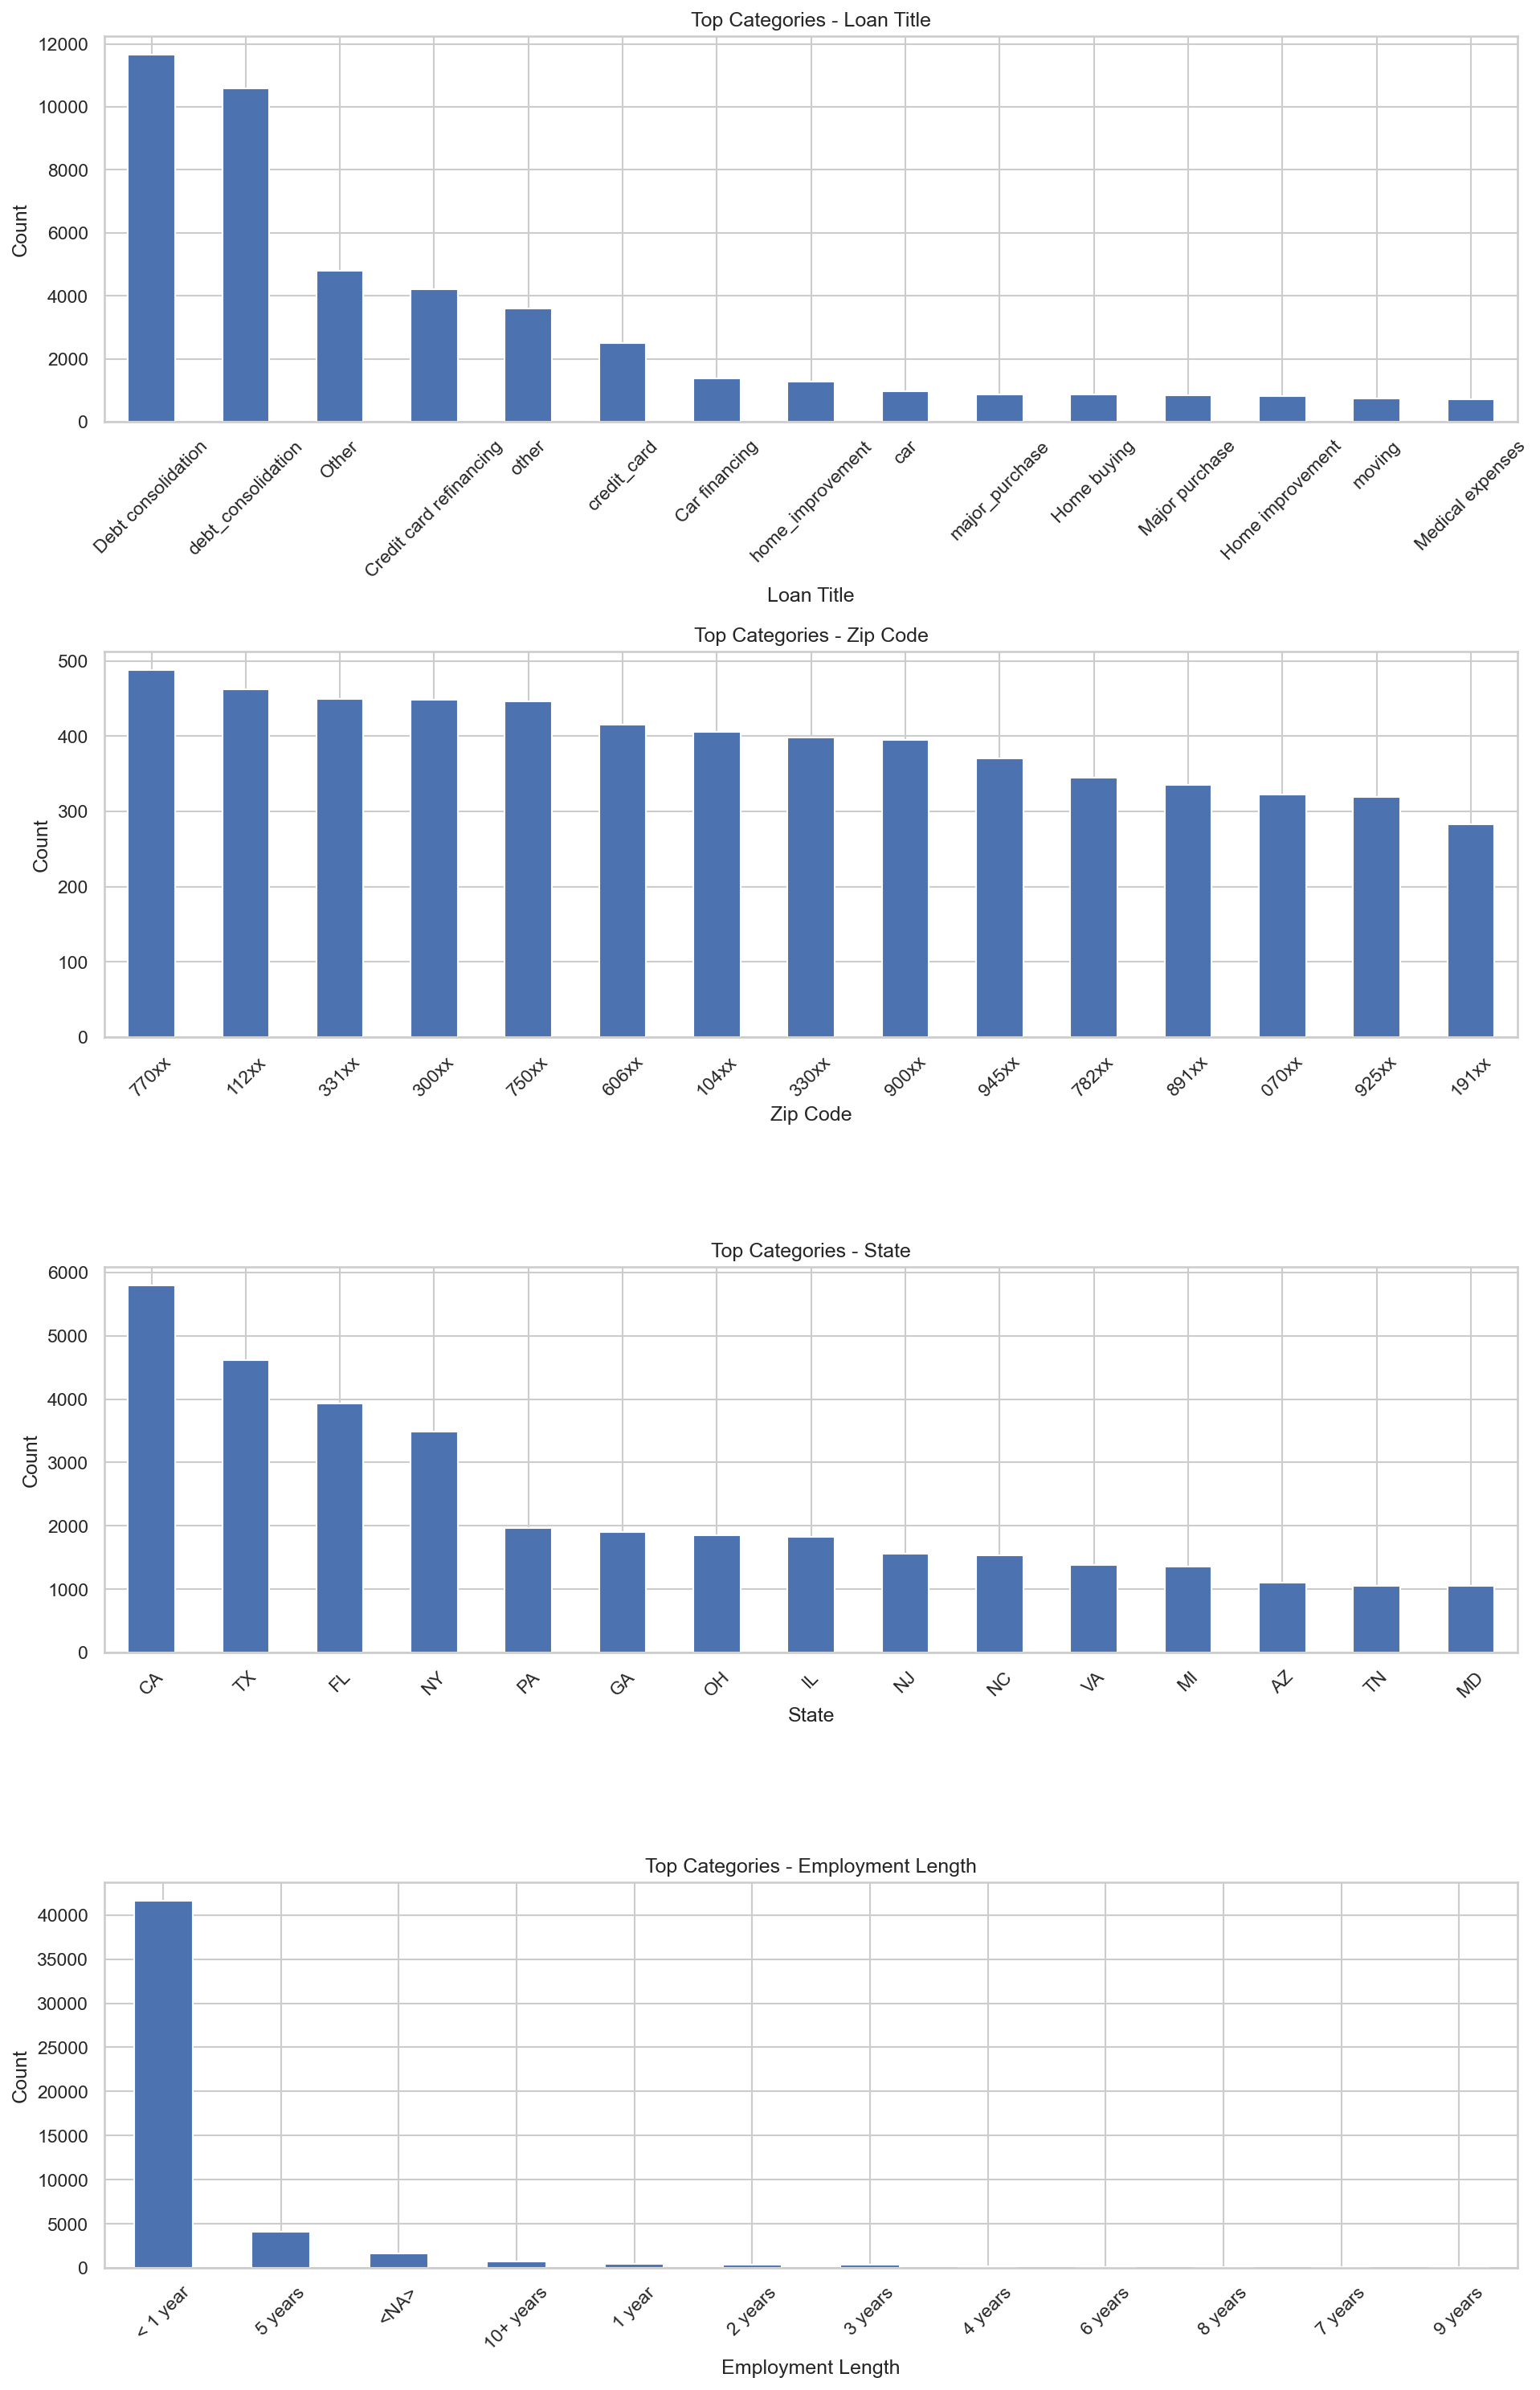 Top Categories - Loan Title
12000
10000
8000
6000
4000
2000
0
Count
Debt consolidation
debt_consolidation
Other
Credit card refinancing
other
credit_card
Car financing
home_improvement
car
major_purchase
Home buying
Major purchase
Home improvement
moving
Medical expenses
Loan Title
Top Categories - Zip Code
500
400
300
200
100
0
Count
770xx
112xx
331xx
300xx
750xx
606xx
104xx
330xx
900xx
945xx
782xx
891xx
070xx
925xx
191xx
Zip Code
Top Categories - State
6000
5000
4000
3000
2000
1000
0
Count
CA
TX
FL
NY
PA
GA
OH
IL
NJ
NC
VA
MI
AZ
TN
MD
State
Top Categories - Employment Length
40000
35000
30000
25000
20000
15000
10000
5000
0
Count
< 1 year
5 years
<NA>
10+ years
1 year
2 years
3 years
4 years
6 years
8 years
7 years
9 years
Employment Length